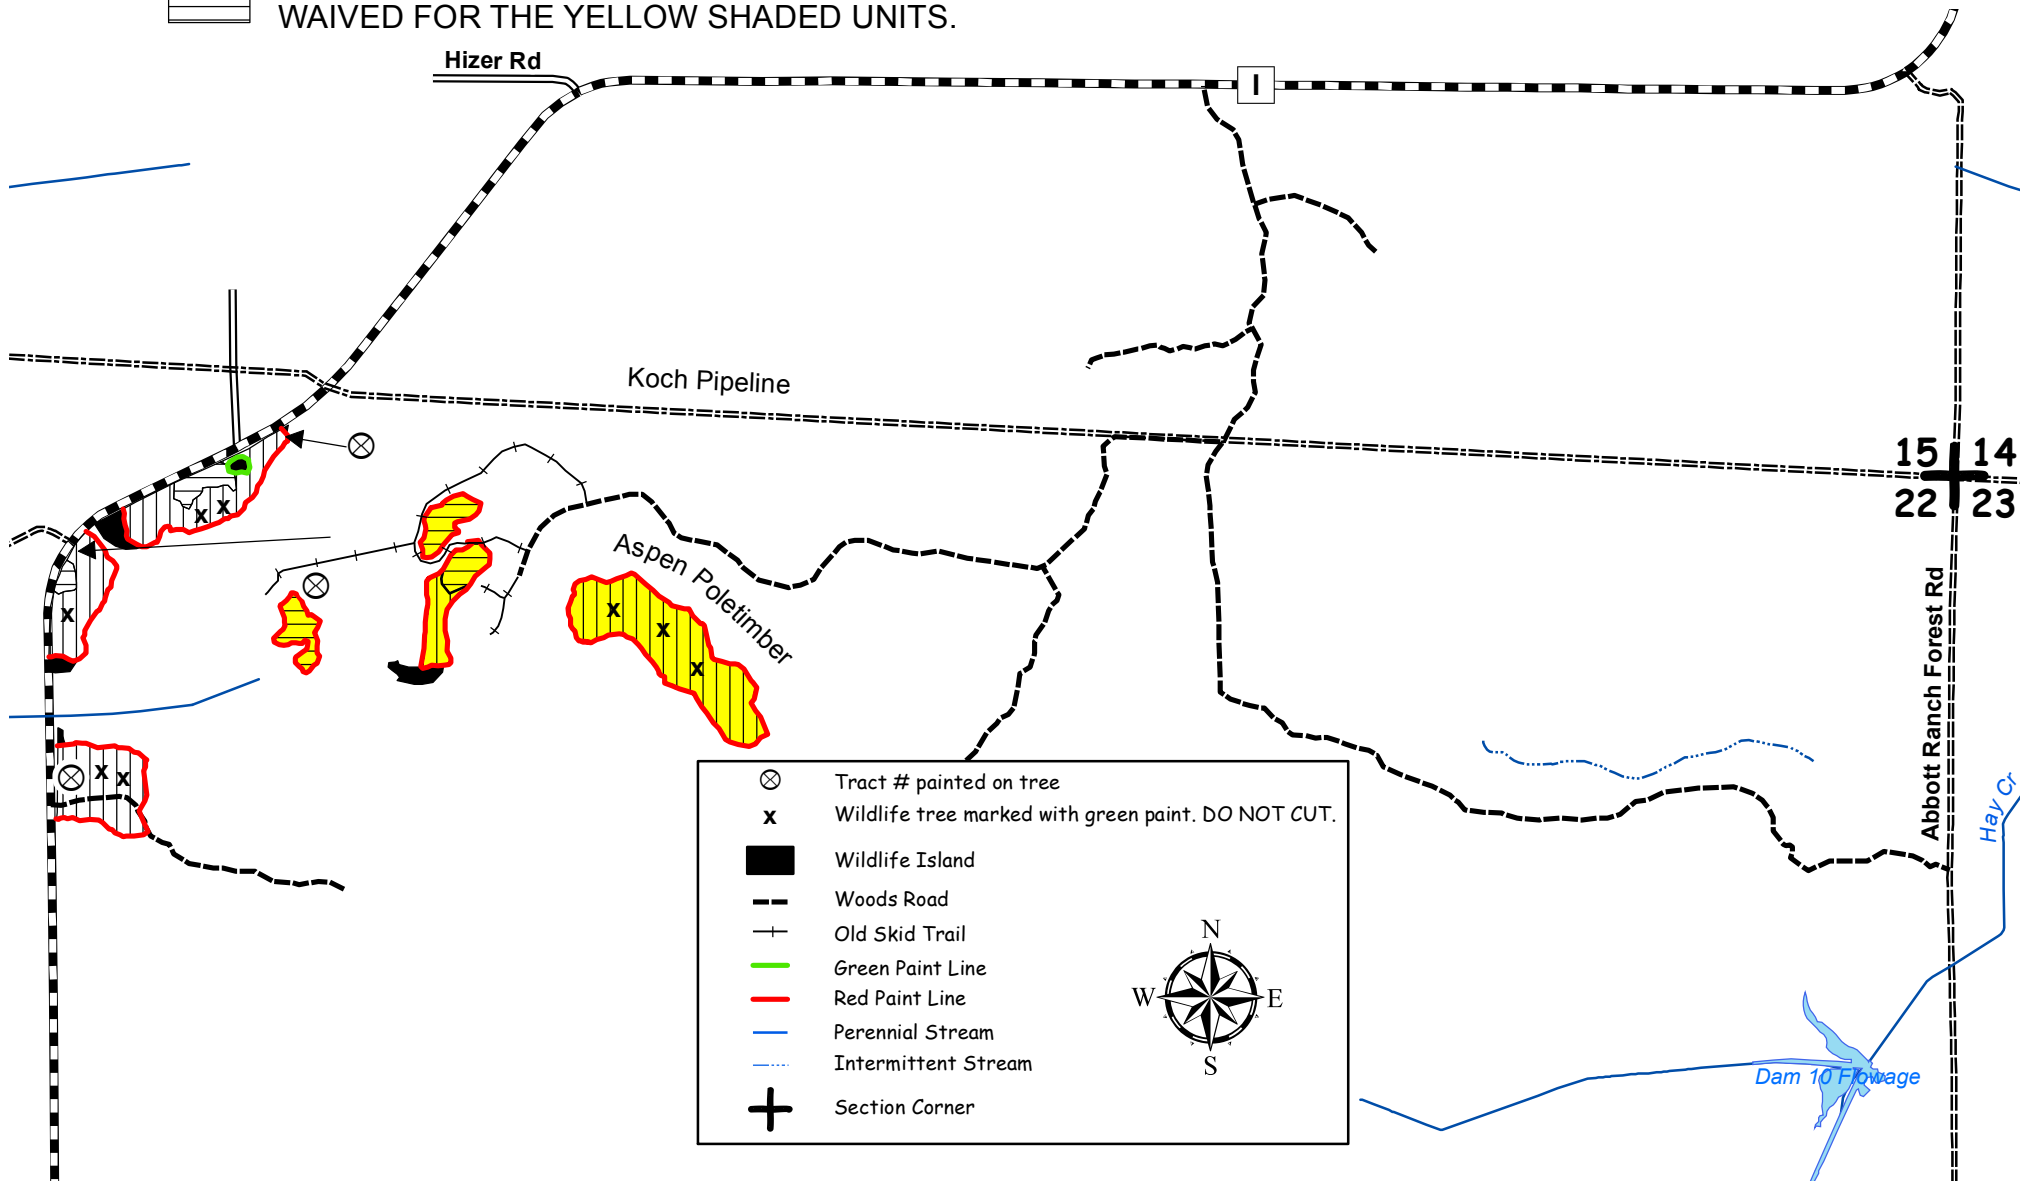 WAIVED FOR THE YELLOW SHADED UNITS.
Hizer Rd
I
Koch Pipeline
15 14
22 23
Aspen Poletimber
Abbott Ranch Forest Rd
Hay Cr
x x
x
x x
x
x
x
Tract # painted on tree
x Wildlife tree marked with green paint. DO NOT CUT.
Wildlife Island
Woods Road
Old Skid Trail
Green Paint Line
Red Paint Line
Perennial Stream
Intermittent Stream
Section Corner
N
W E
S
Dam 10 Flowage